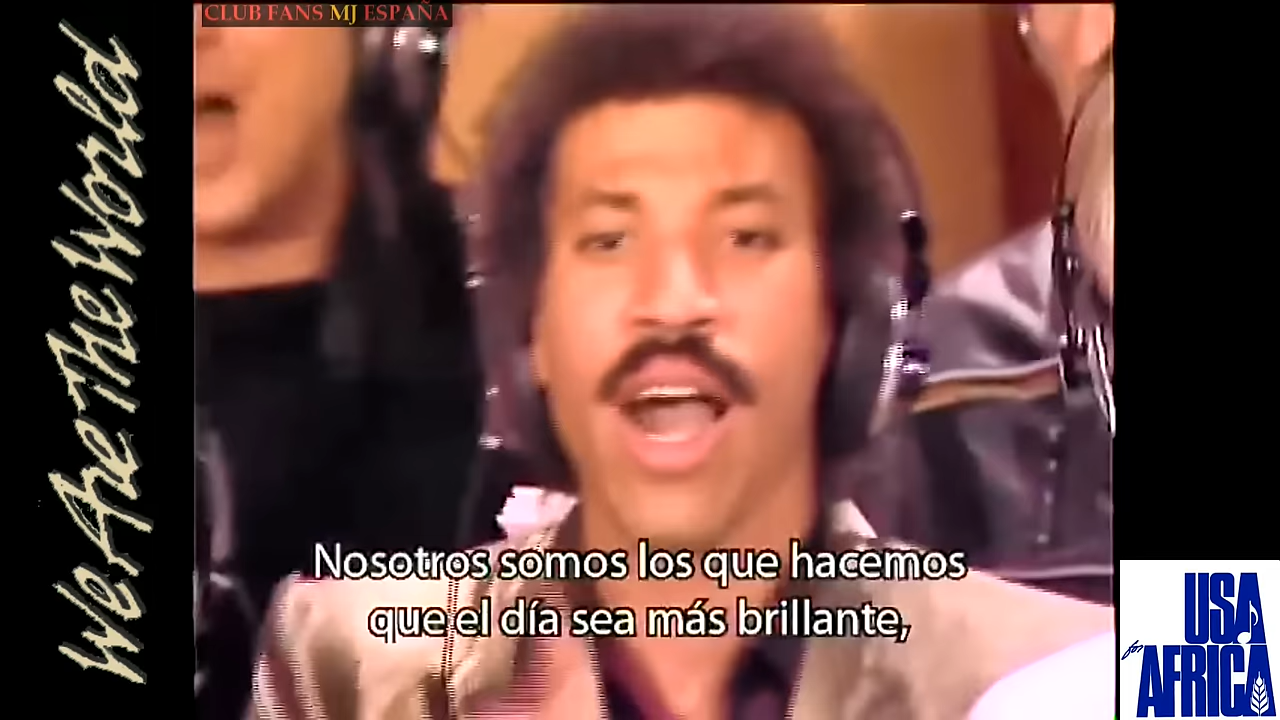 CLUB FANS MJ ESPAÑA
We Are The World
Nosotros somos los que hacemos
que el día sea más brillante,
USA
for
AFRICA